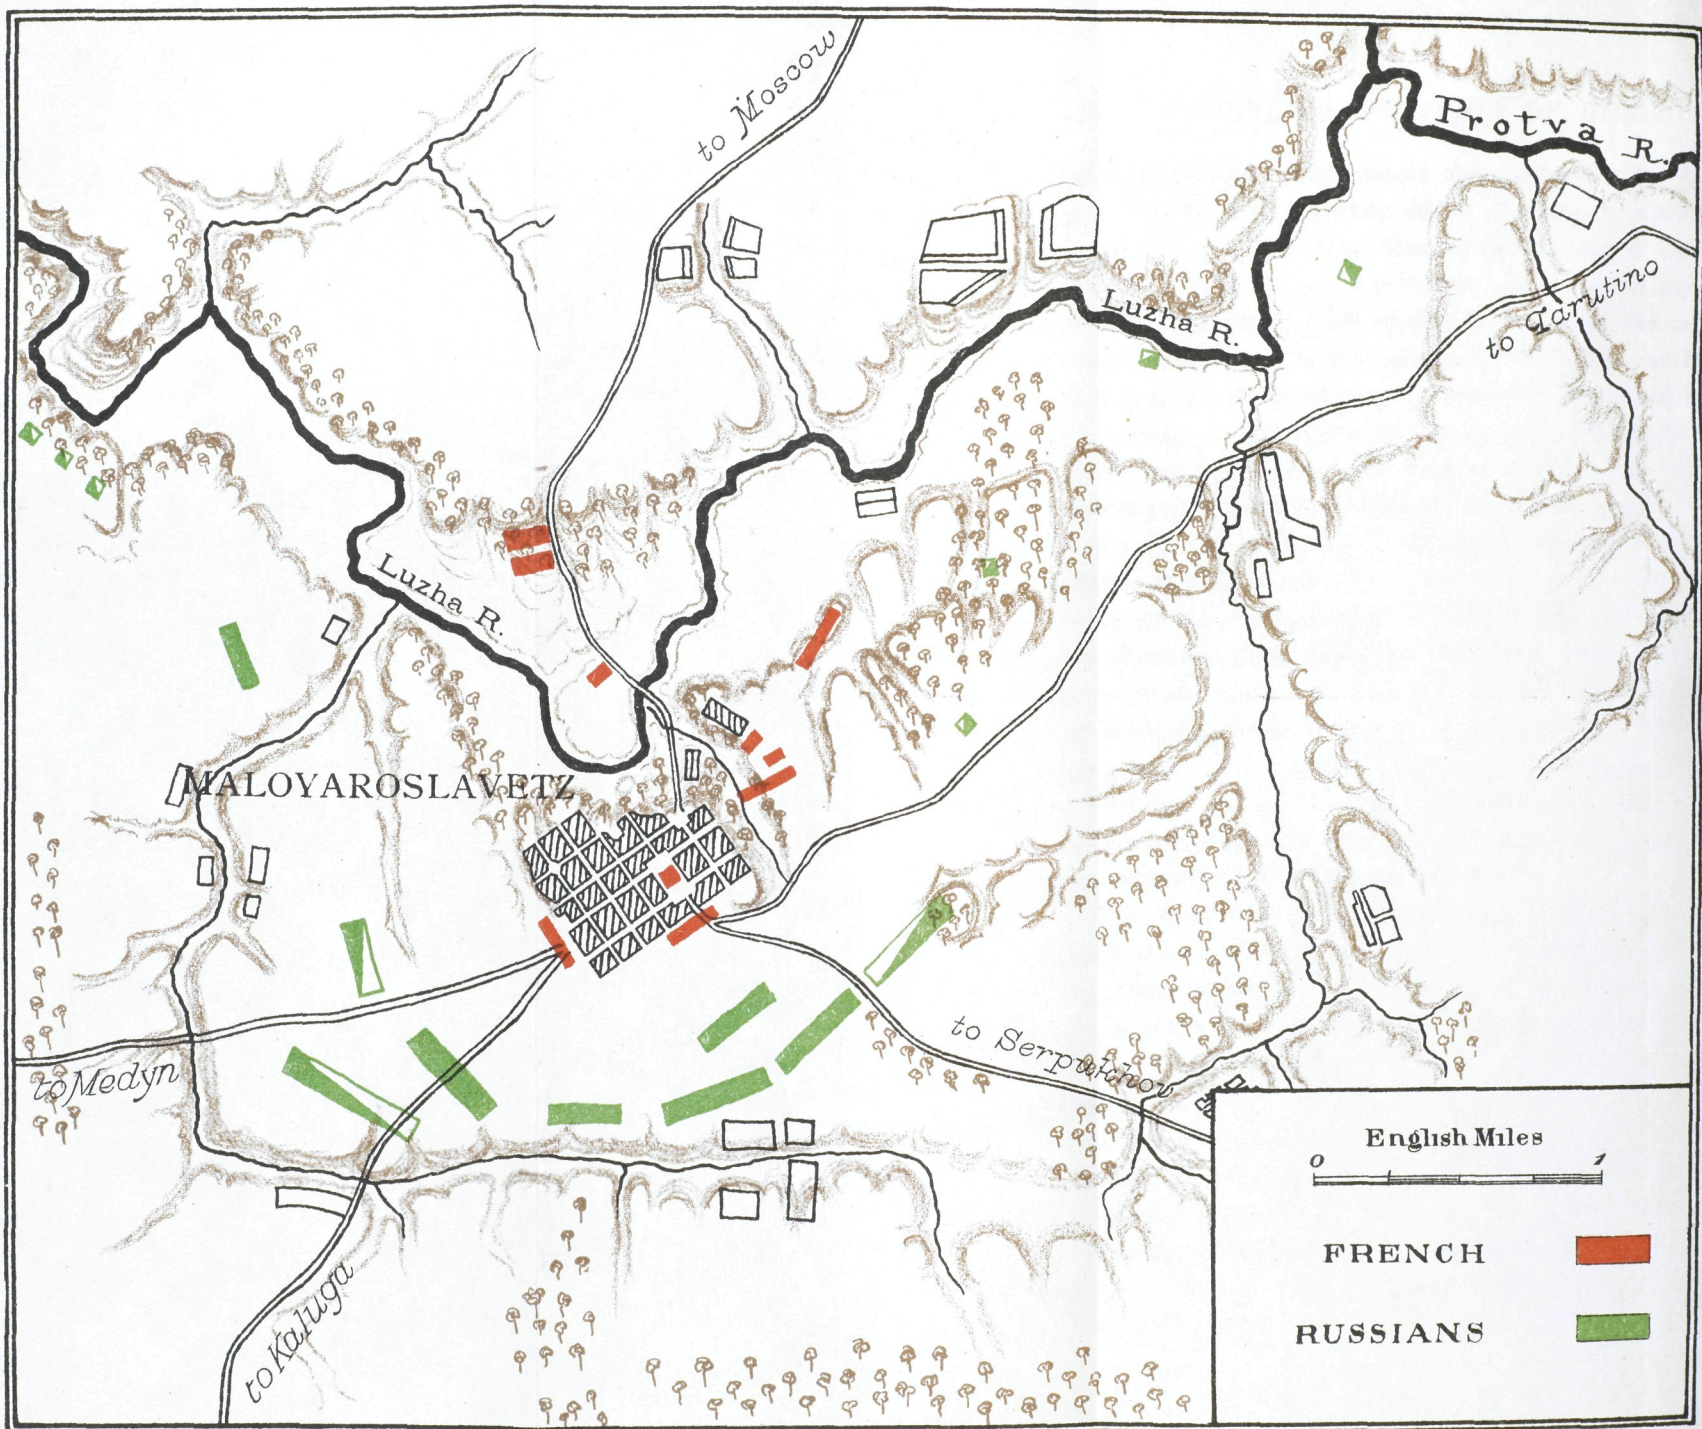 to Moscow
Protva R.
Luzha R.
to Tarutino
Luzha R.
MALOYAROSLAVETZ
to Serpukhov
to Medyn
to Kaluga
English Miles
0 1
FRENCH
RUSSIANS